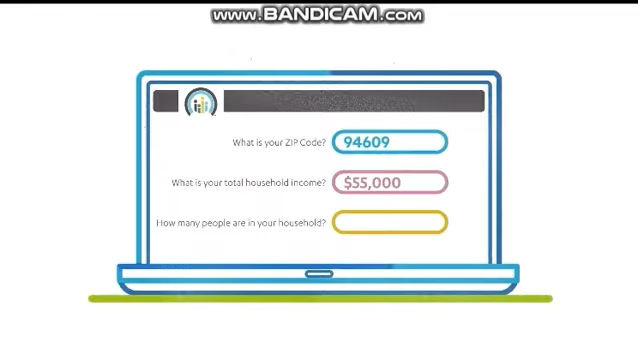 www.BANDICAM.com
What is your ZIP Code? 94609
What is your total household income? $55,000
How many people are in your household?